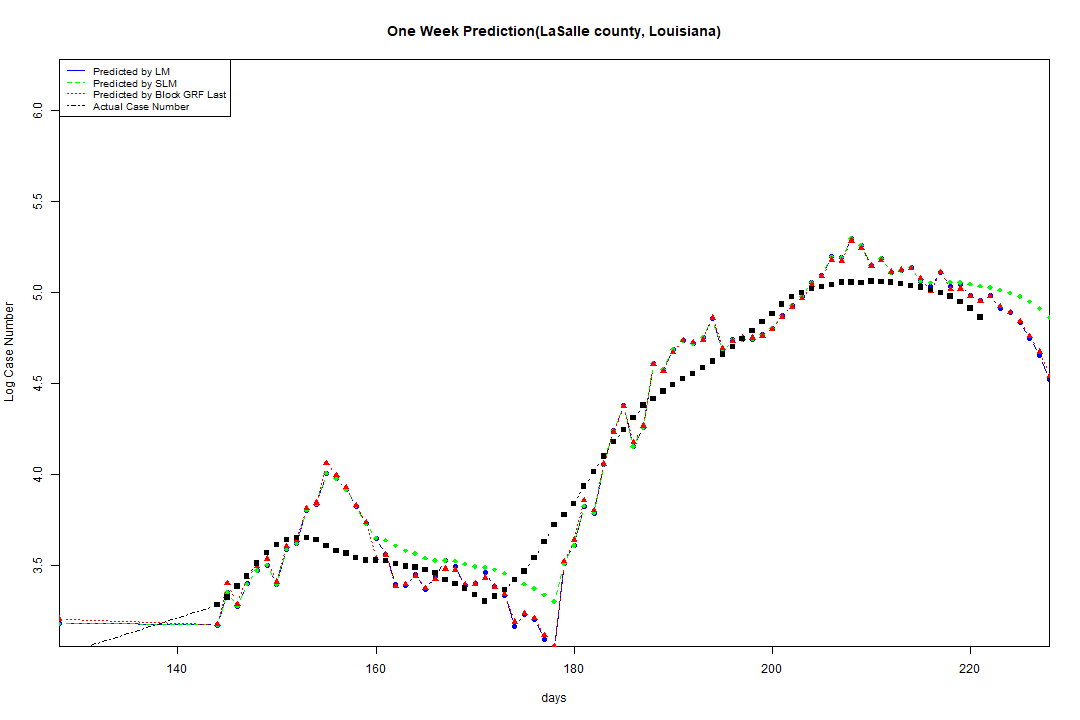 One Week Prediction(LaSalle county, Louisiana)
Predicted by LM
Predicted by SLM
Predicted by Block GRF Last
Actual Case Number
6.0
5.5
5.0
4.5
4.0
3.5
Log Case Number
140 160 180 200 220
days